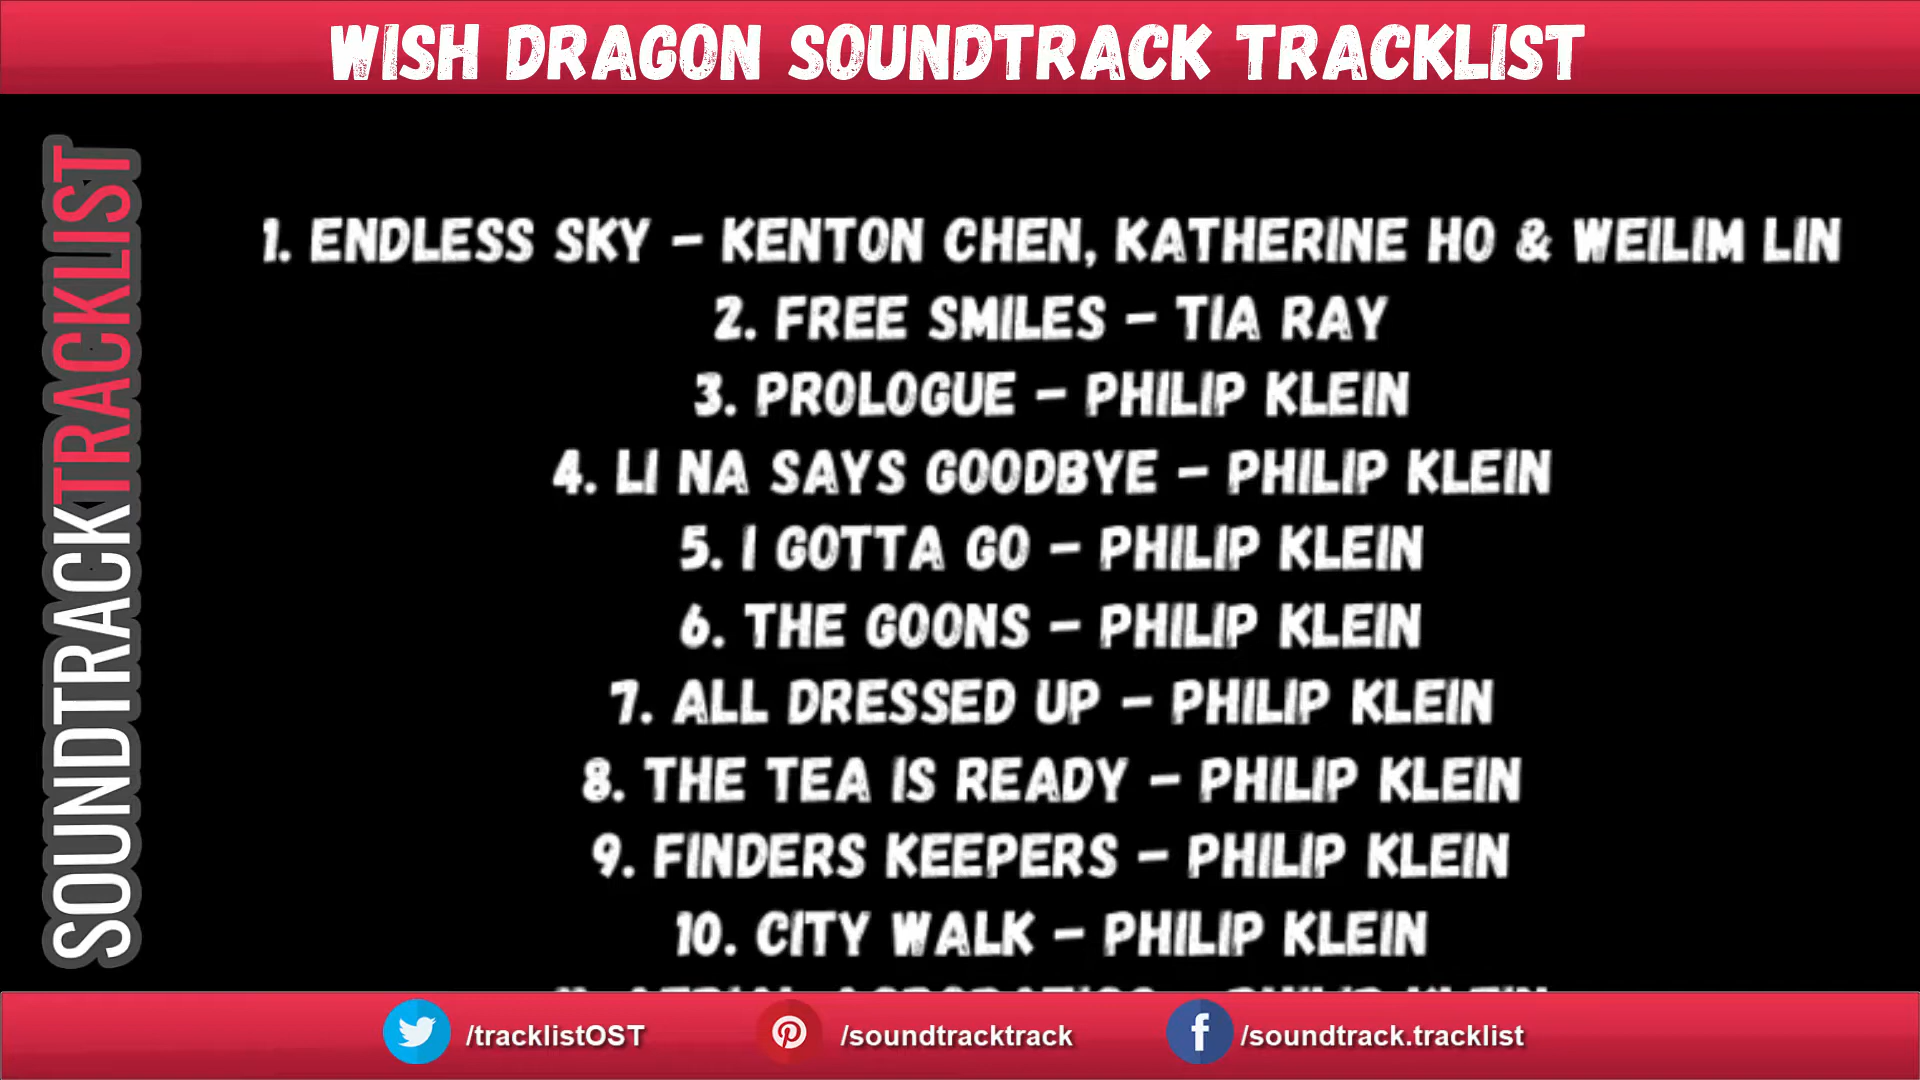 WISH DRAGON SOUNDTRACK TRACKLIST
SOUNDTRACKTRACKLIST
1. ENDLESS SKY – KENTON CHEN, KATHERINE HO & WEILIM LIN
2. FREE SMILES – TIA RAY
3. PROLOGUE – PHILIP KLEIN
4. LI NA SAYS GOODBYE – PHILIP KLEIN
5. I GOTTA GO – PHILIP KLEIN
6. THE GOONS – PHILIP KLEIN
7. ALL DRESSED UP – PHILIP KLEIN
8. THE TEA IS READY – PHILIP KLEIN
9. FINDERS KEEPERS – PHILIP KLEIN
10. CITY WALK – PHILIP KLEIN
/tracklistOST
/soundtracktrack
/soundtrack.tracklist